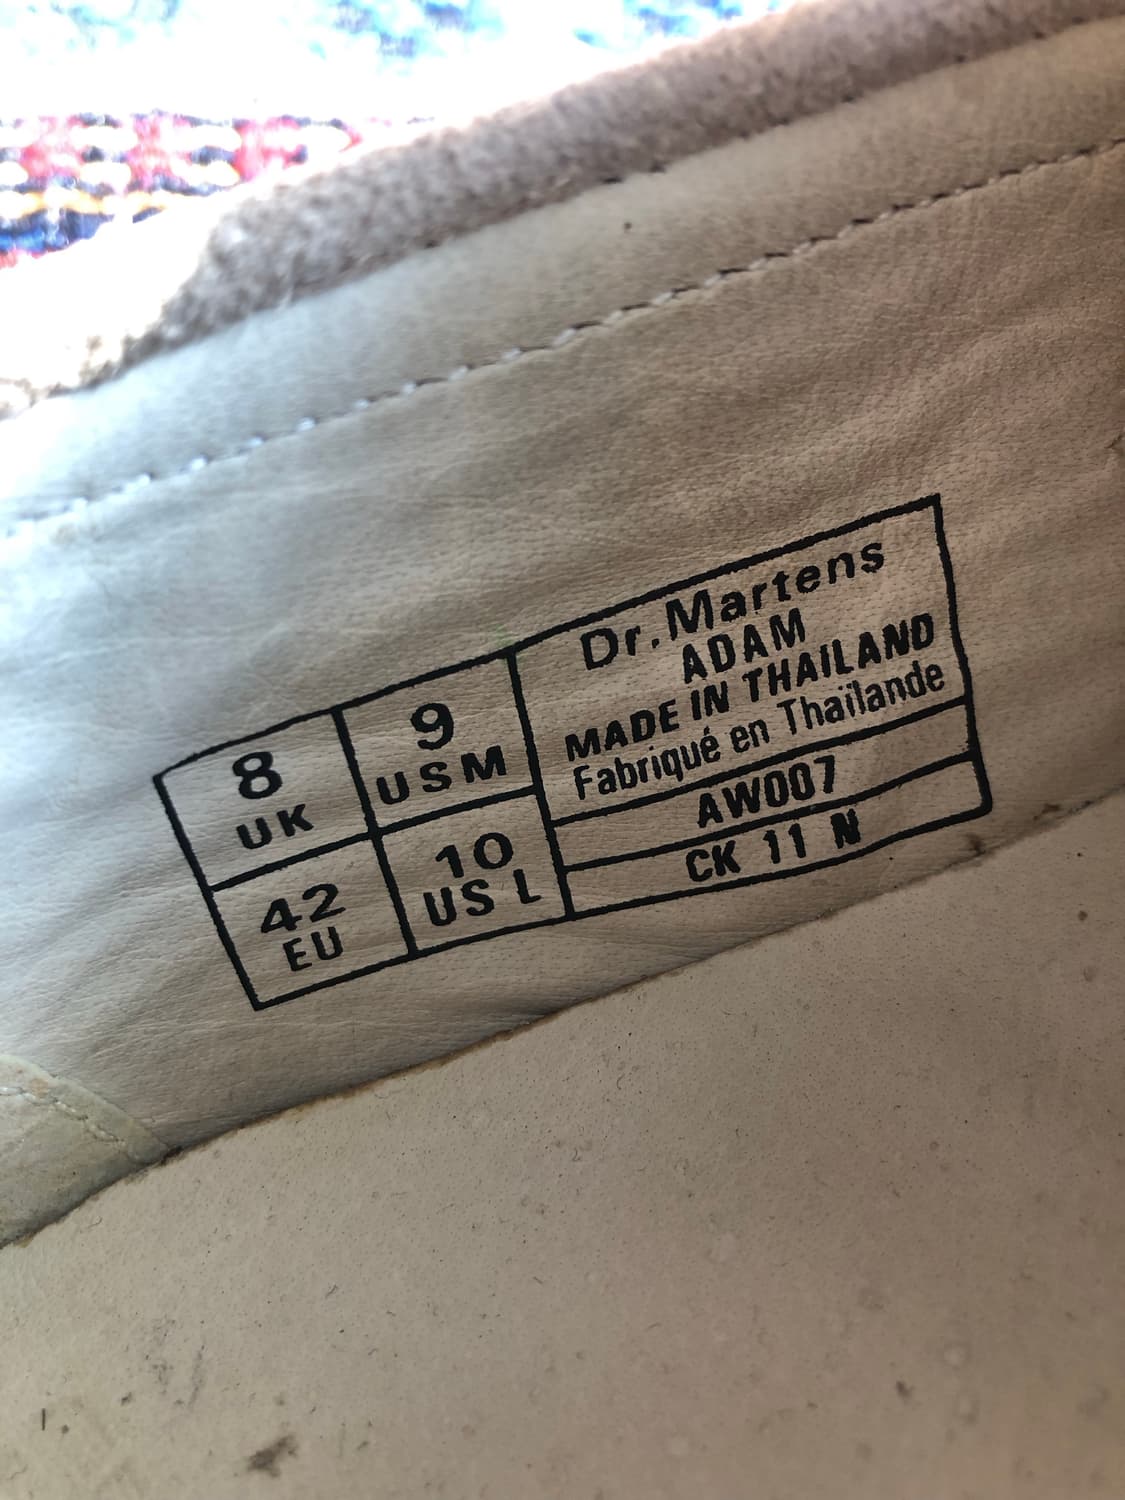 8
UK
9
USM
42
EU
10
US L
Dr.Martens
ADAM
MADE IN THAILAND
Fabriqué en Thaïlande
AW007
CK 11 N